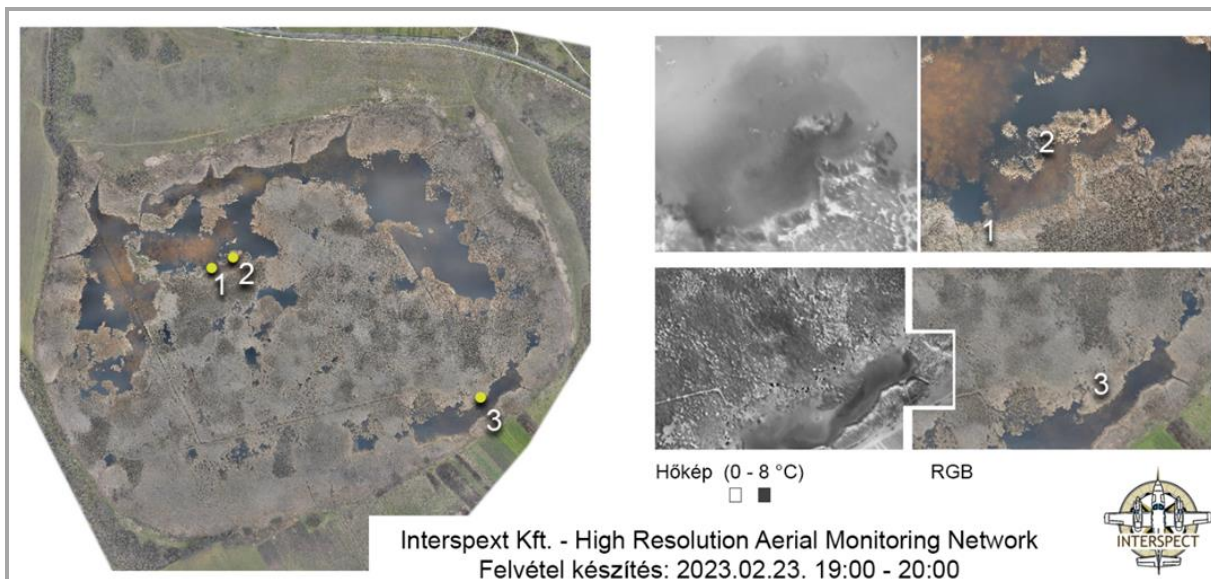 1
2
3
2
1
3
Hőkép (0 - 8 °C)
RGB
Interspext Kft. - High Resolution Aerial Monitoring Network
Felvétel készítés: 2023.02.23. 19:00 - 20:00
INTERSPECT